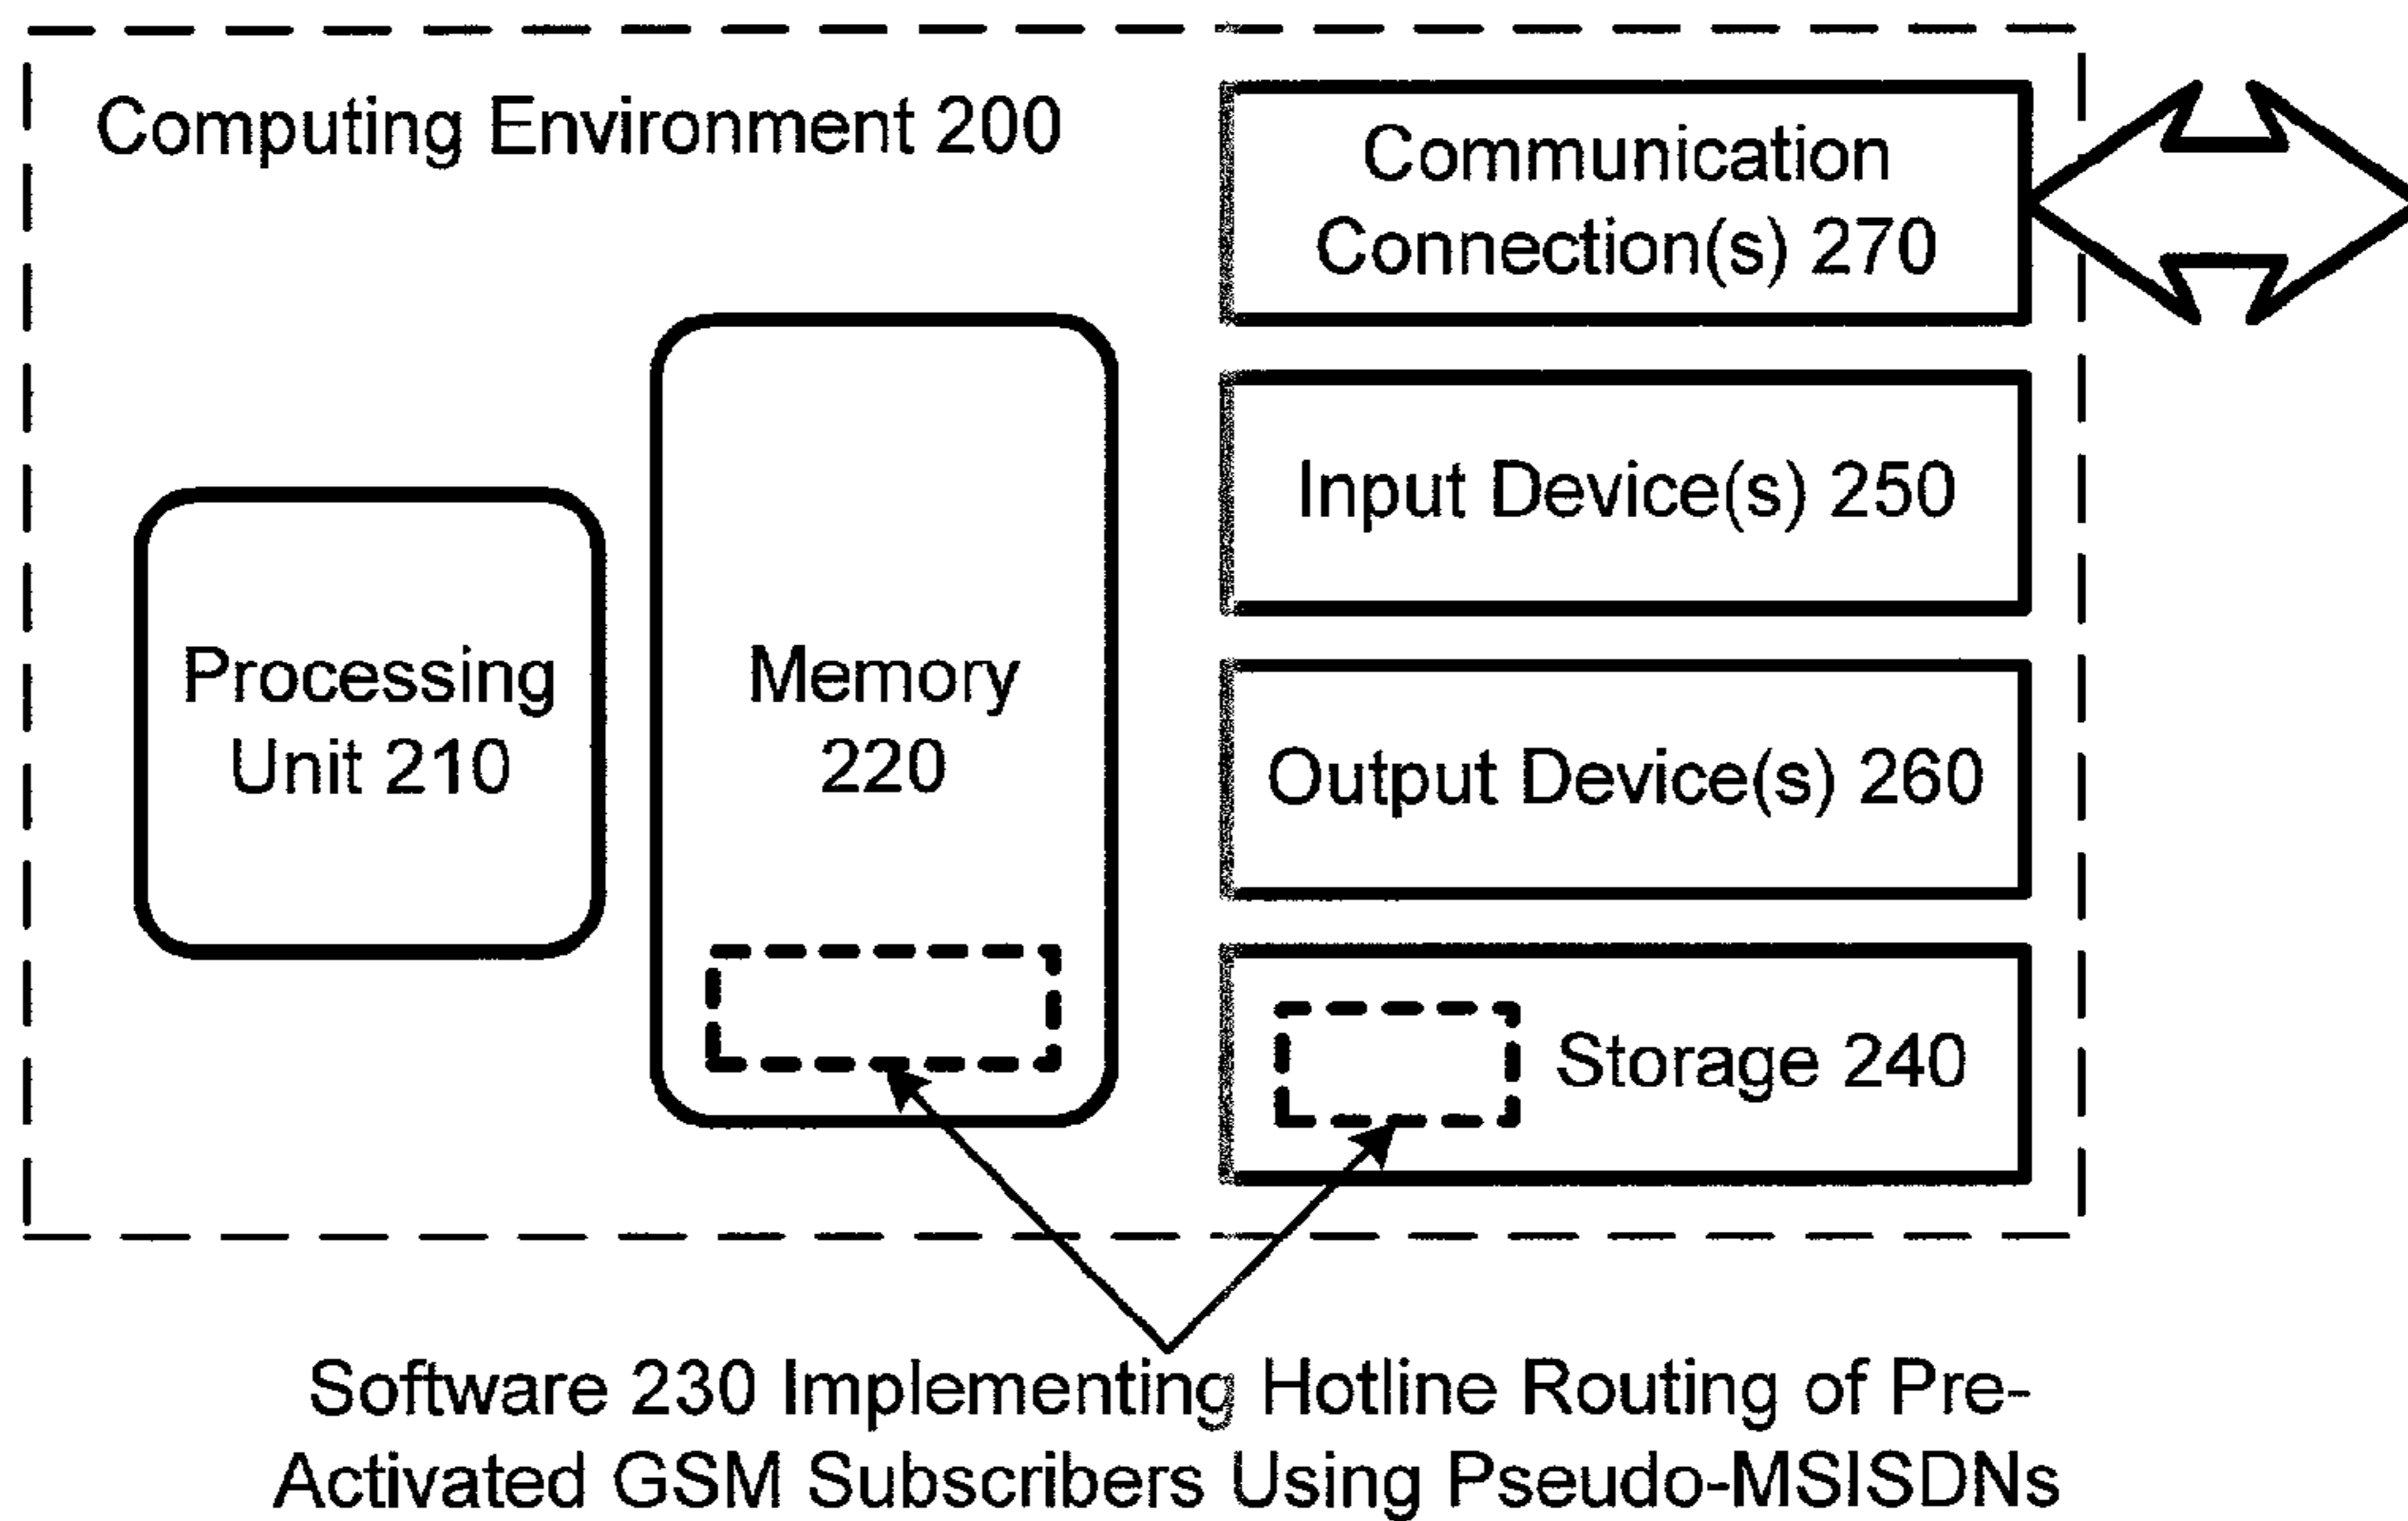 Computing Environment 200
Communication
Connection(s) 270
Input Device(s) 250
Processing
Unit 210
Memory
220
Output Device(s) 260
Storage 240
Software 230 Implementing Hotline Routing of Pre-
Activated GSM Subscribers Using Pseudo-MSISDNs